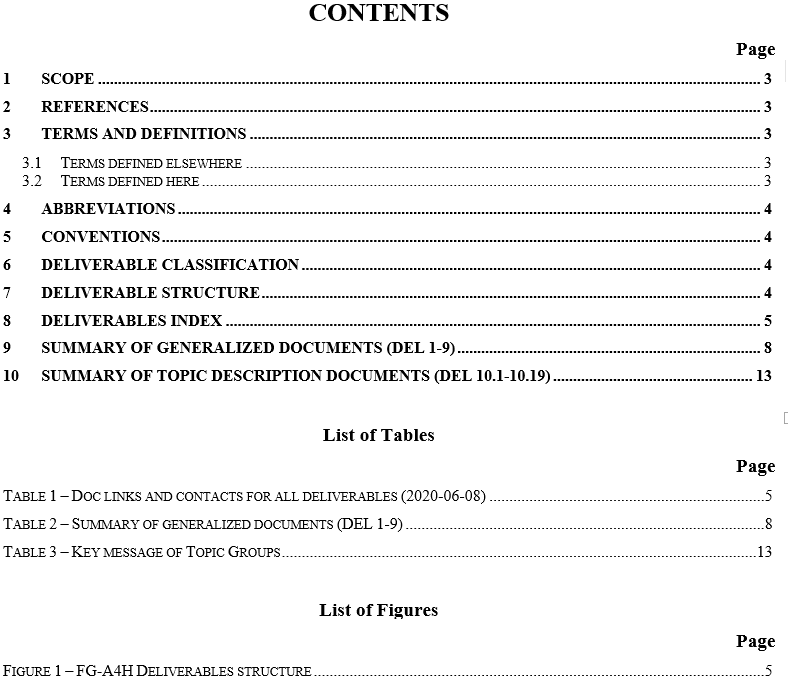 CONTENTS
Page
1 SCOPE ........ 3
2 REFERENCES ........ 3
3 TERMS AND DEFINITIONS ........ 3
3.1 TERMS DEFINED ELSEWHERE ........ 3
3.2 TERMS DEFINED HERE ........ 3
4 ABBREVIATIONS ........ 4
5 CONVENTIONS ........ 4
6 DELIVERABLE CLASSIFICATION ........ 4
7 DELIVERABLE STRUCTURE ........ 4
8 DELIVERABLES INDEX ........ 5
9 SUMMARY OF GENERALIZED DOCUMENTS (DEL 1-9) ........ 8
10 SUMMARY OF TOPIC DESCRIPTION DOCUMENTS (DEL 10.1-10.19) ........ 13
List of Tables
Page
TABLE 1 – DOC LINKS AND CONTACTS FOR ALL DELIVERABLES (2020-06-08) ........ 5
TABLE 2 – SUMMARY OF GENERALIZED DOCUMENTS (DEL 1-9) ........ 8
TABLE 3 – KEY MESSAGE OF TOPIC GROUPS ........ 13
List of Figures
Page
FIGURE 1 – FG-A4H DELIVERABLES STRUCTURE ........ 5